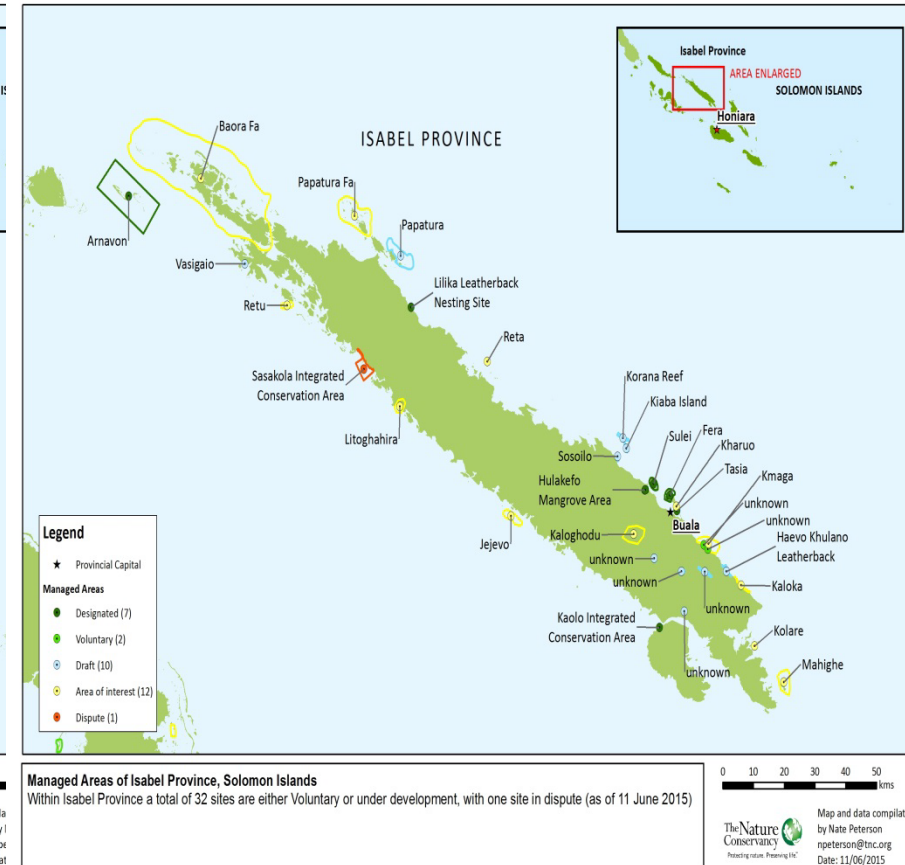 Isabel Province
AREA ENLARGED
SOLOMON ISLANDS
Honiara
ISABEL PROVINCE
Baora Fa
Papatura Fa
Papatura
Arnavon
Vasigaio
Lilika Leatherback
Nesting Site
Retu
Reta
Sasakola Integrated
Conservation Area
Korana Reef
Kiaba Island
Litoghahira
Sulei
Fera
Kharuo
Sosoilo
Tasia
Kmaga
Hulakefo
Mangrove Area
unknown
Buala
unknown
Jejevo
Kaloghodu
Haevo Khulano
Leatherback
unknown
unknown
Kaloka
unknown
Kaolo Integrated
Conservation Area
Kolare
unknown
Mahighe
Legend
Provincial Capital
Managed Areas
Designated (7)
Voluntary (2)
Draft (10)
Area of interest (12)
Dispute (1)
Managed Areas of Isabel Province, Solomon Islands
Within Isabel Province a total of 32 sites are either Voluntary or under development, with one site in dispute (as of 11 June 2015)
0 10 20 30 40 50
kms
The Nature
Conservancy
Protecting nature. Preserving life.
Map and data compilat
by Nate Peterson
npeterson@tnc.org
Date: 11/06/2015